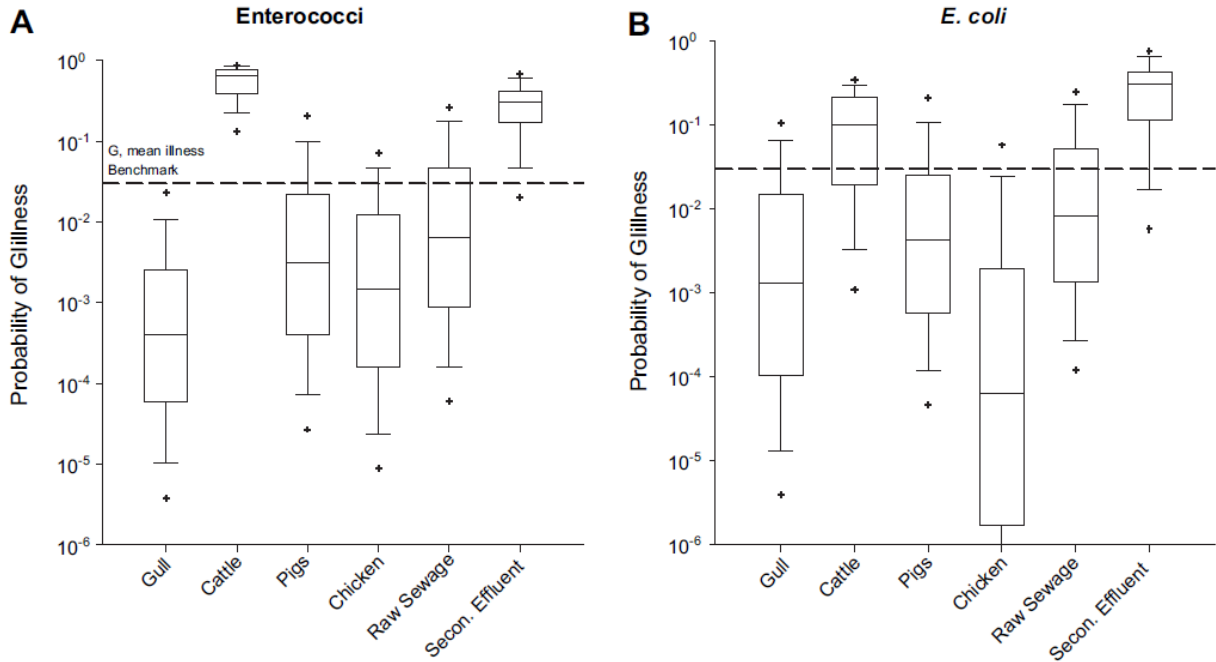 A
Enterococci
Probability of GIillness
10^0
10^-1
10^-2
10^-3
10^-4
10^-5
10^-6
G, mean illness
Benchmark
Gull
Cattle
Pigs
Chicken
Raw Sewage
Secon. Effluent
B
E. coli
Probability of GIillness
10^0
10^-1
10^-2
10^-3
10^-4
10^-5
10^-6
Gull
Cattle
Pigs
Chicken
Raw Sewage
Secon. Effluent